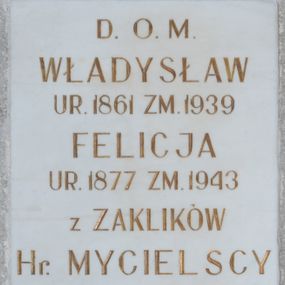 D. O. M.
WŁADYSŁAW
UR. 1861 ZM. 1939
FELICJA
UR. 1877 ZM. 1943
z ZAKLIKÓW
Hr. MYCIELSCY